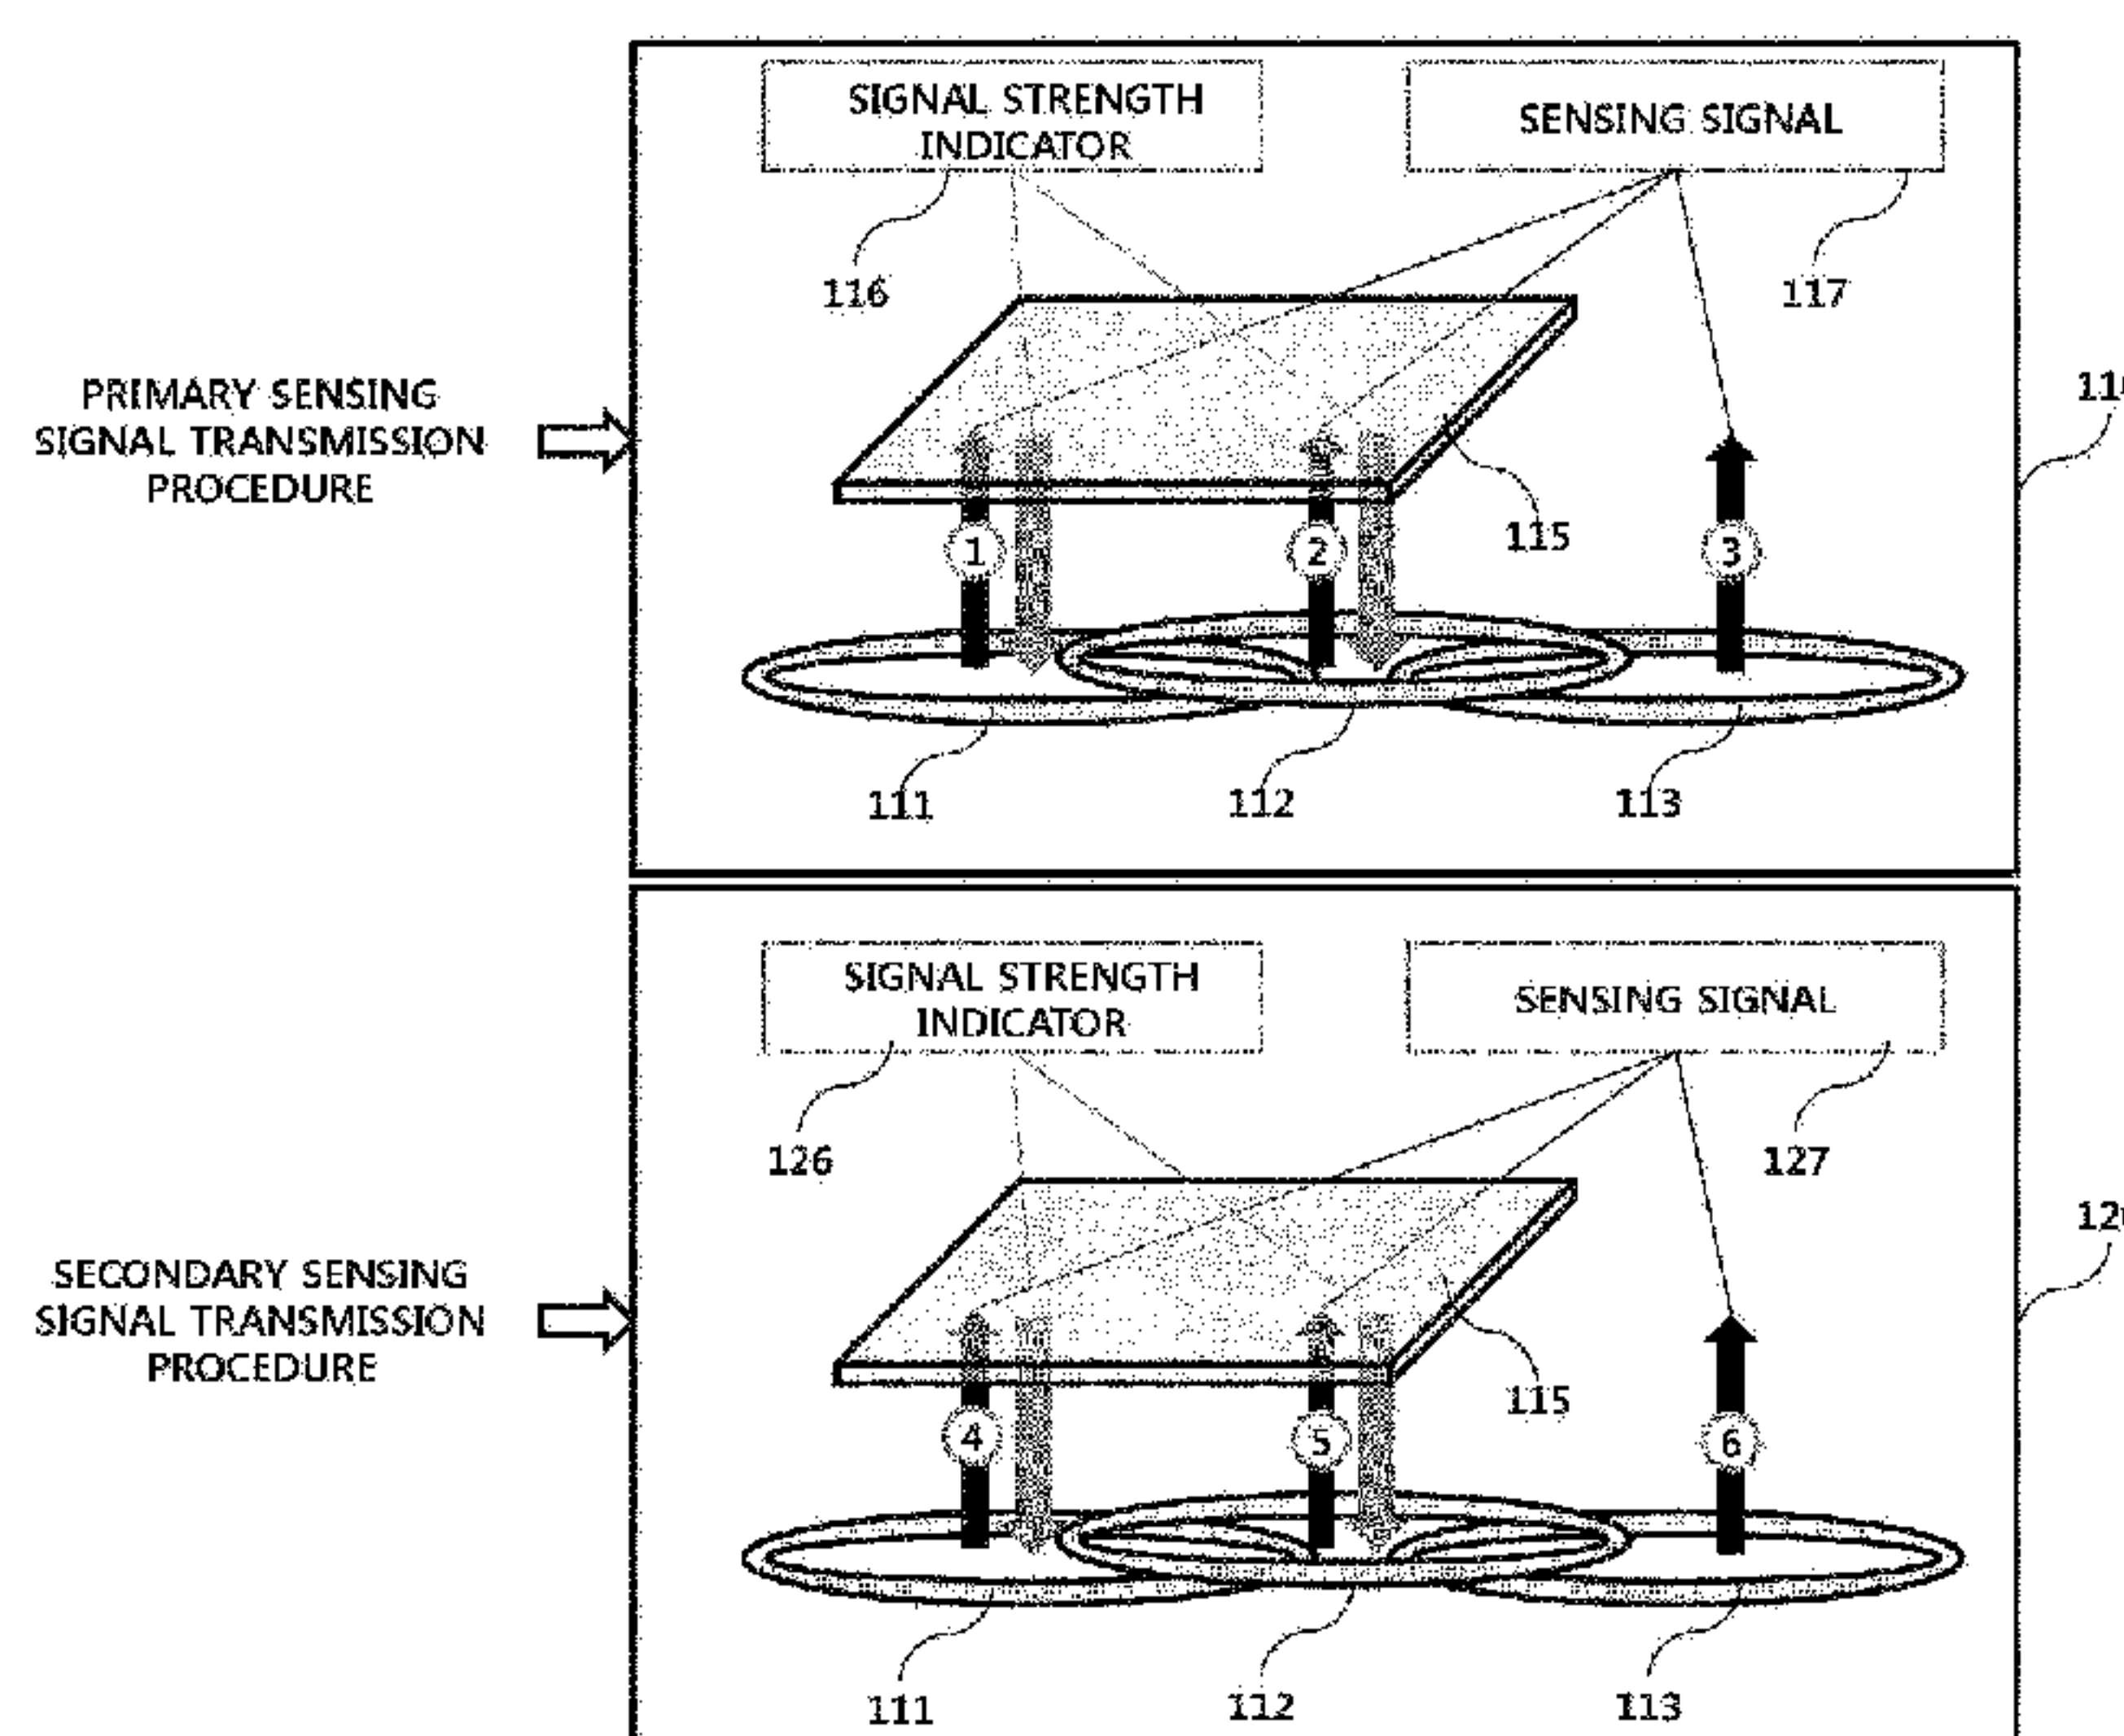 SIGNAL STRENGTH
INDICATOR
SENSING SIGNAL
116
117
PRIMARY SENSING
SIGNAL TRANSMISSION
PROCEDURE
115
1
2
3
111
112
113
SIGNAL STRENGTH
INDICATOR
SENSING SIGNAL
126
127
SECONDARY SENSING
SIGNAL TRANSMISSION
PROCEDURE
115
4
5
6
111
112
113